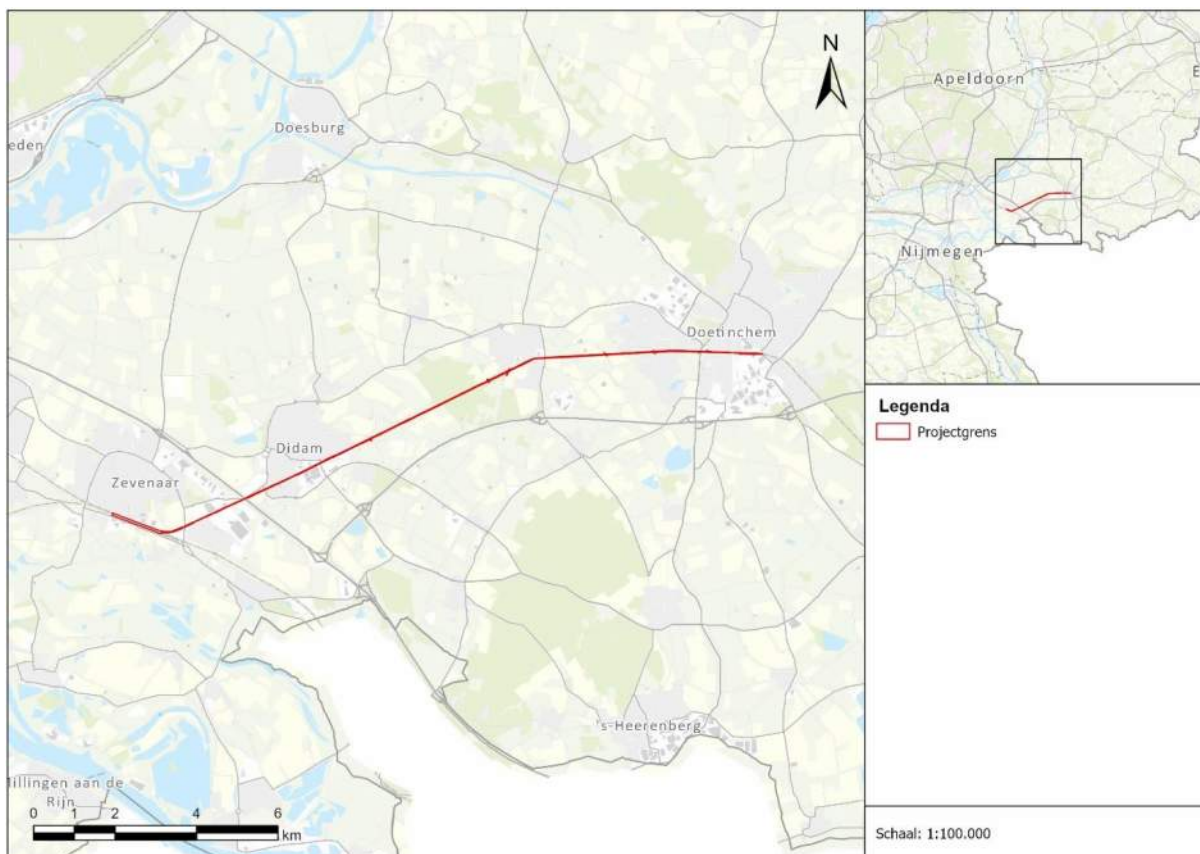 N
Doesburg
eden
Doetinchem
Didam
Zevenaar
's-Heerenberg
Millingen aan de
Rijn
0 1 2 4 6
km
Apeldoorn
E
Nijmegen
Legenda
Projectgrens
Schaal: 1:100.000